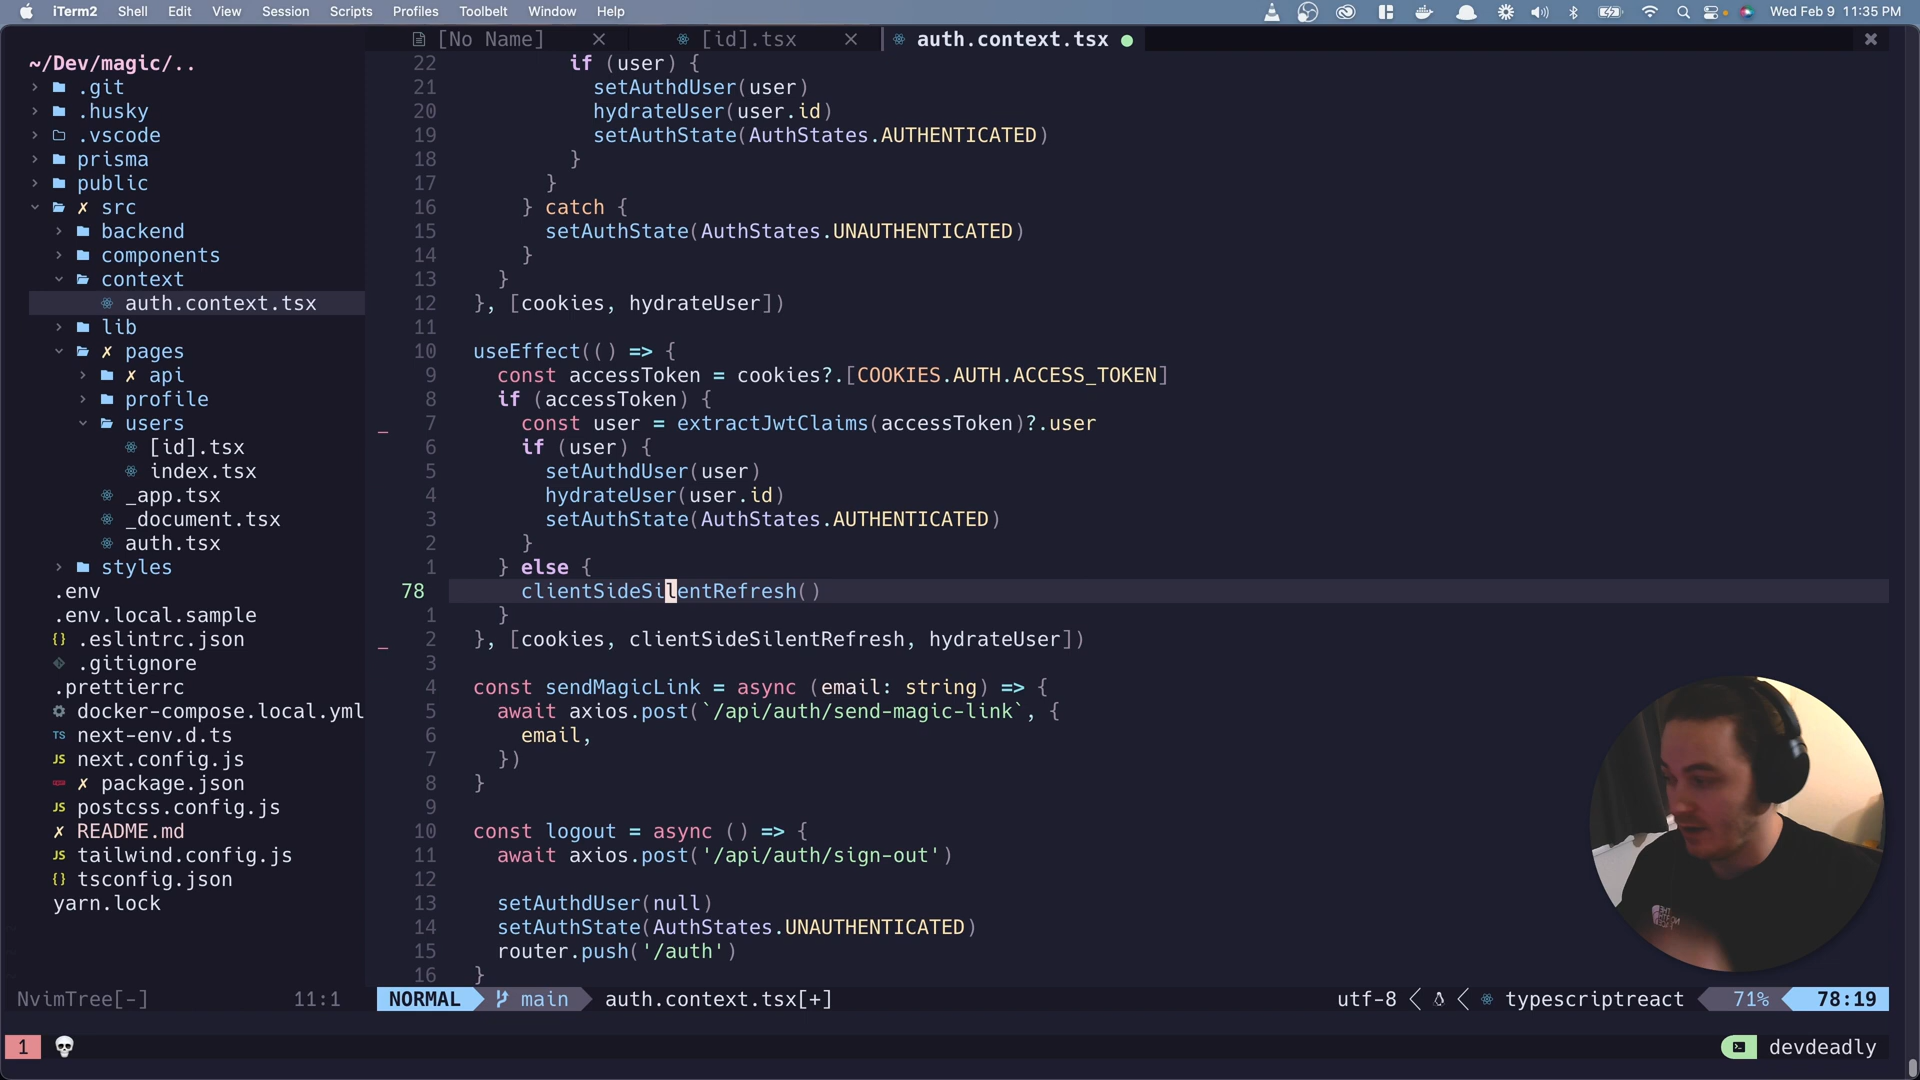 iTerm2 Shell Edit View Session Scripts Profiles Toolbelt Window Help Wed Feb 9 11:35 PM
[No Name] [id].tsx auth.context.tsx
~/Dev/magic/..
.git
.husky
.vscode
prisma
public
src
backend
components
context
auth.context.tsx
lib
pages
api
profile
users
[id].tsx
index.tsx
_app.tsx
_document.tsx
auth.tsx
styles
.env
.env.local.sample
.eslintrc.json
.gitignore
.prettierrc
docker-compose.local.yml
next-env.d.ts
next.config.js
package.json
postcss.config.js
README.md
tailwind.config.js
tsconfig.json
yarn.lock
22 if (user) {
21 setAuthdUser(user)
20 hydrateUser(user.id)
19 setAuthState(AuthStates.AUTHENTICATED)
18 }
17 }
16 } catch {
15 setAuthState(AuthStates.UNAUTHENTICATED)
14 }
13 }
12 }, [cookies, hydrateUser])
11
10 useEffect(() => {
9 const accessToken = cookies?.[COOKIES.AUTH.ACCESS_TOKEN]
8 if (accessToken) {
7 const user = extractJwtClaims(accessToken)?.user
6 if (user) {
5 setAuthdUser(user)
4 hydrateUser(user.id)
3 setAuthState(AuthStates.AUTHENTICATED)
2 }
1 } else {
78 clientSideSilentRefresh()
1 }
2 }, [cookies, clientSideSilentRefresh, hydrateUser])
3
4 const sendMagicLink = async (email: string) => {
5 await axios.post(`/api/auth/send-magic-link`, {
6 email,
7 })
8 }
9
10 const logout = async () => {
11 await axios.post('/api/auth/sign-out')
12
13 setAuthdUser(null)
14 setAuthState(AuthStates.UNAUTHENTICATED)
15 router.push('/auth')
16 }
NvimTree[-] 11:1 NORMAL main auth.context.tsx[+] utf-8 typescriptreact 71% 78:19
1 devdeadly